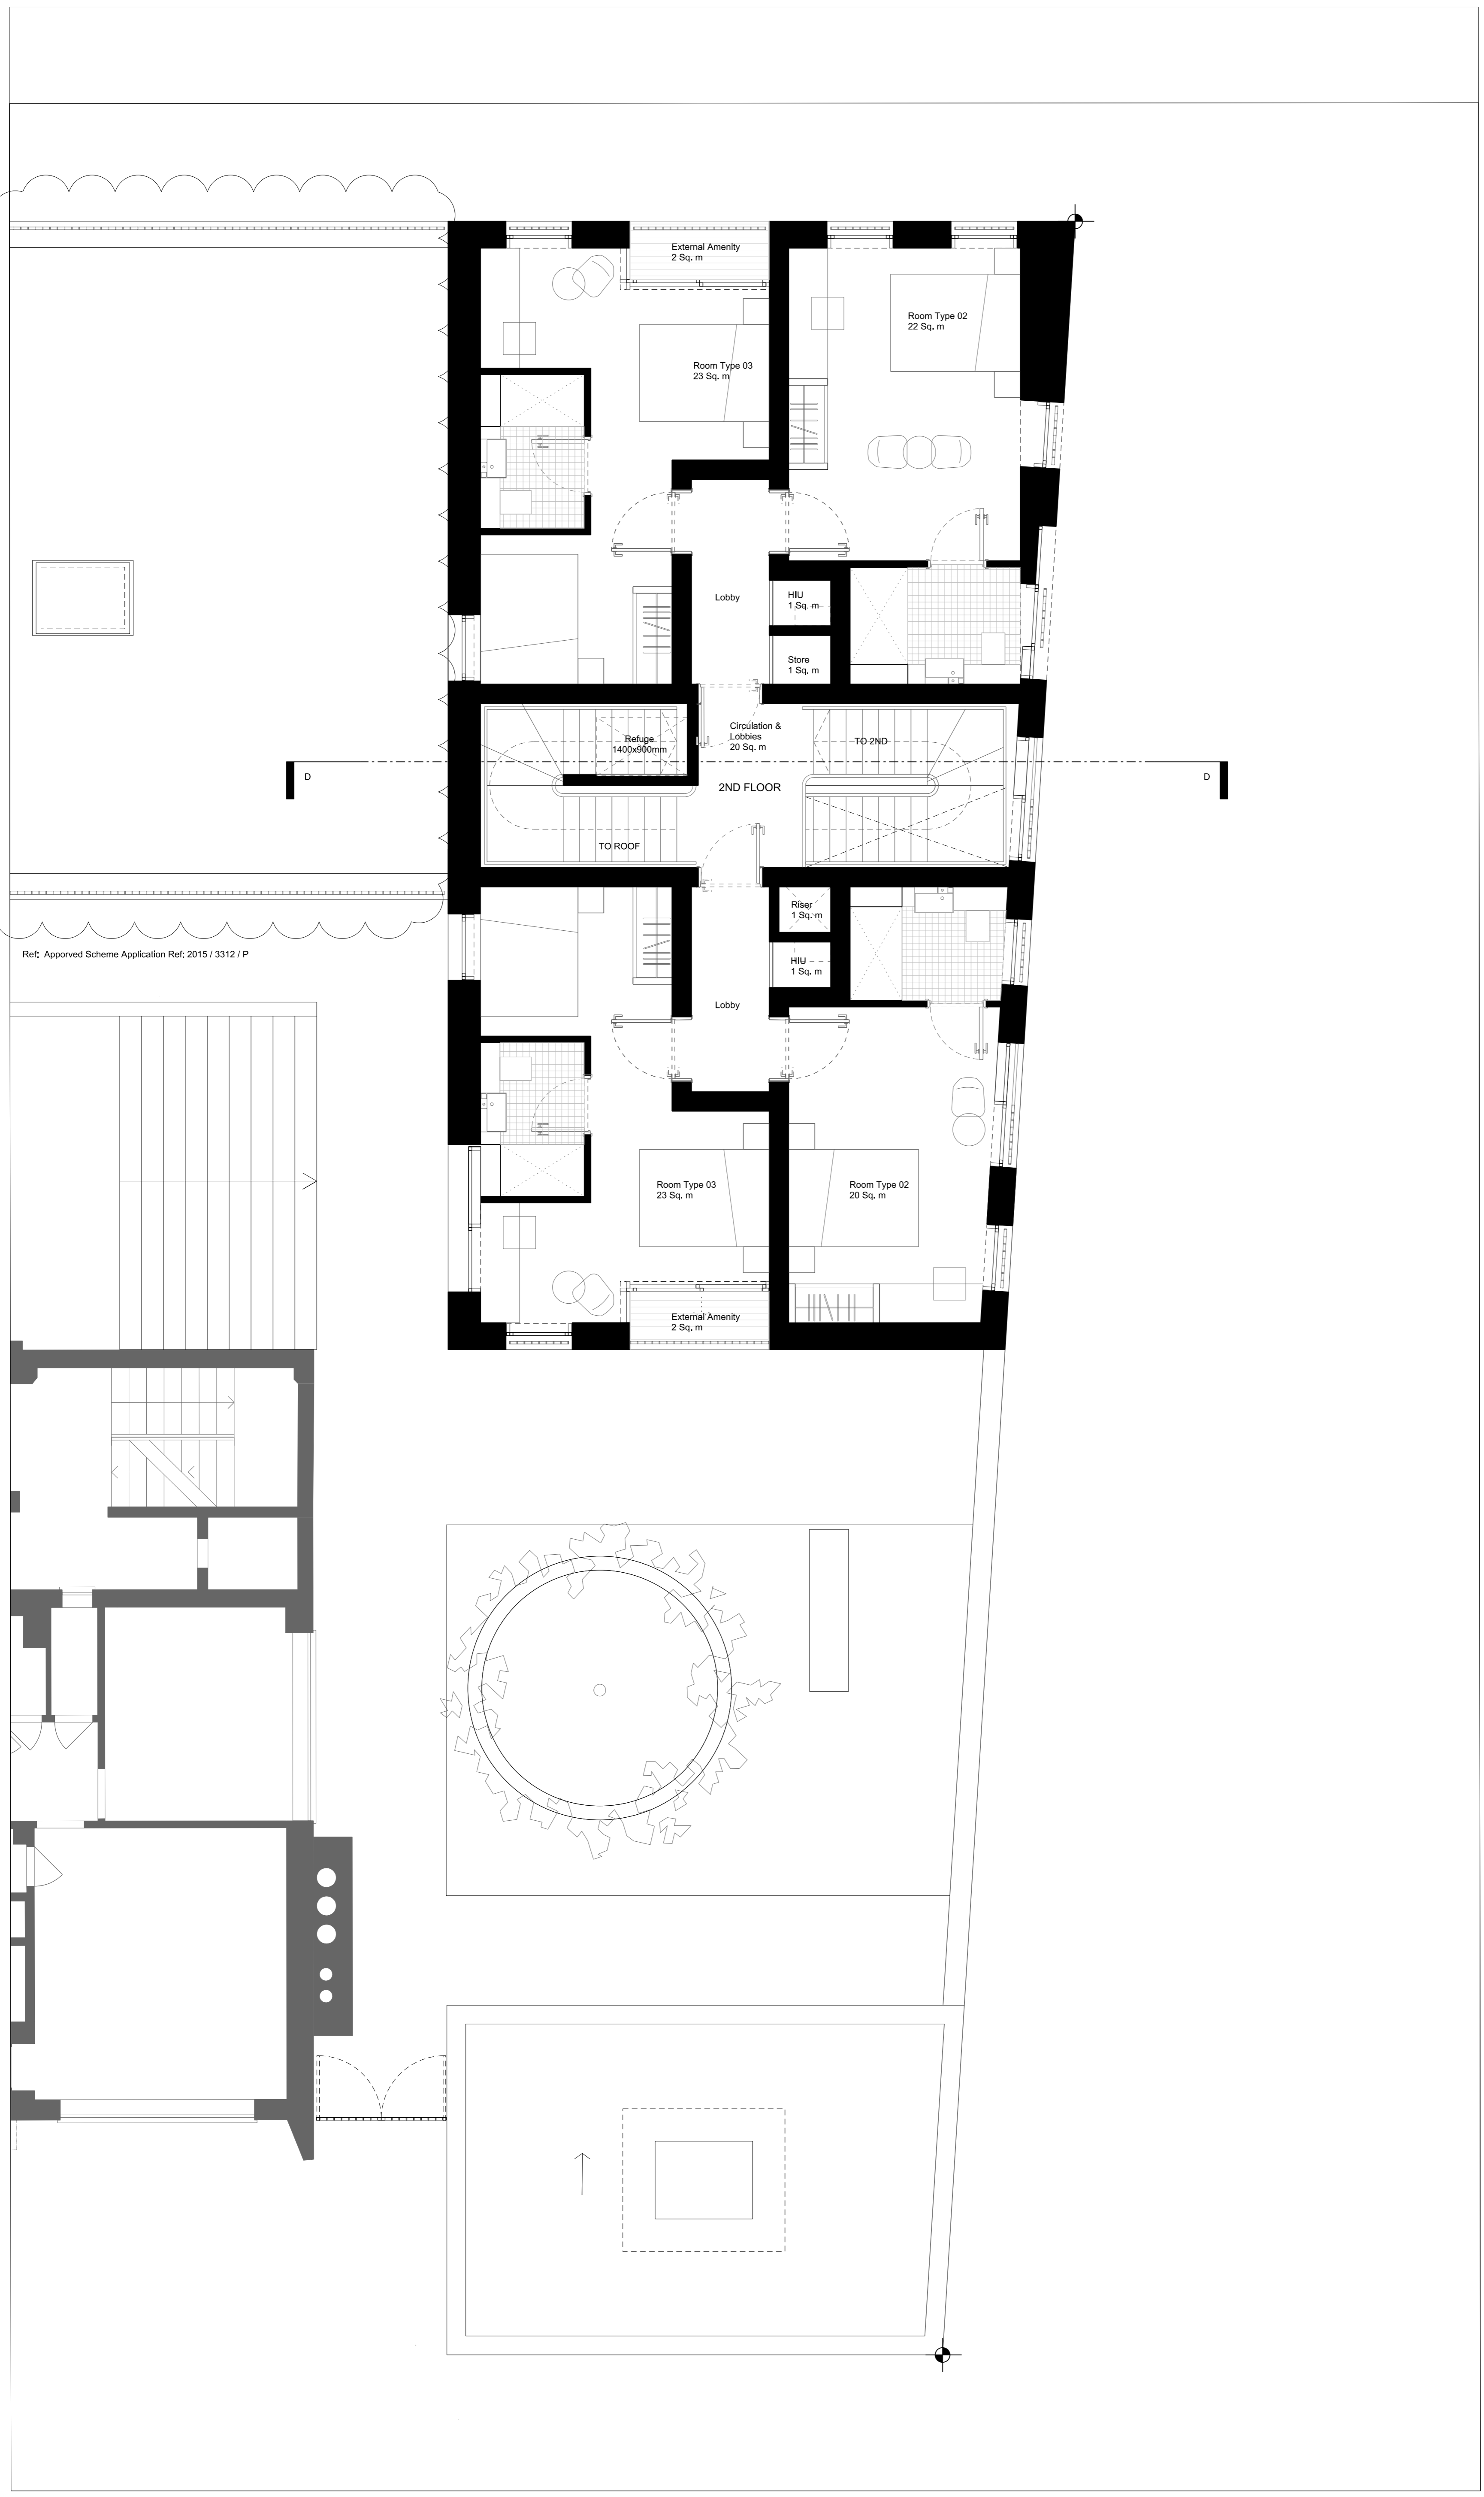 External Amenity
2 Sq. m
Room Type 02
22 Sq. m
Room Type 03
23 Sq. m
Lobby
HIU
1 Sq. m
Store
1 Sq. m
Refuge
1400x900mm
Circulation &
Lobbies
20 Sq. m
TO 2ND
D
D
2ND FLOOR
TO ROOF
Riser
1 Sq. m
Ref: Apporved Scheme Application Ref: 2015 / 3312 / P
HIU
1 Sq. m
Lobby
Room Type 03
23 Sq. m
Room Type 02
20 Sq. m
External Amenity
2 Sq. m